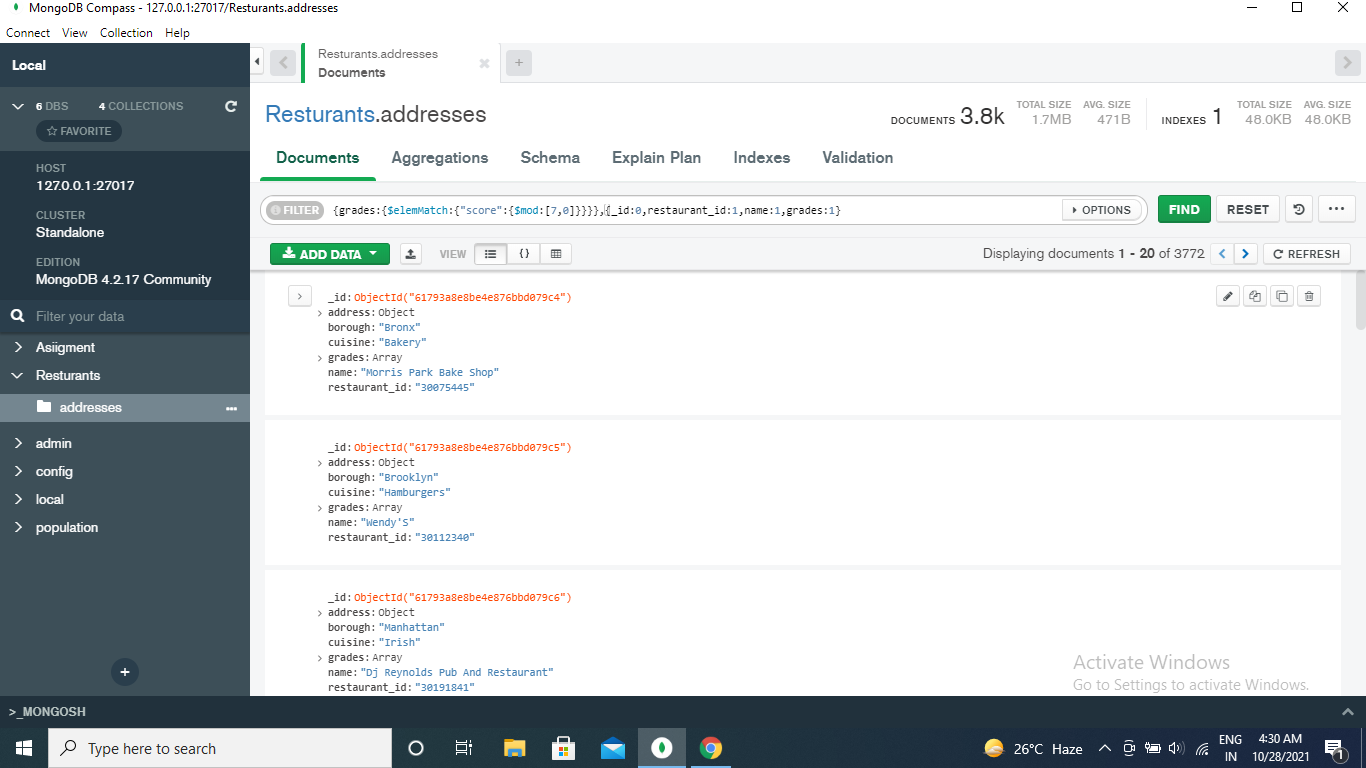 MongoDB Compass - 127.0.0.1:27017/Resturants.addresses
Connect View Collection Help
Local
6 DBS 4 COLLECTIONS
FAVORITE
HOST
127.0.0.1:27017
CLUSTER
Standalone
EDITION
MongoDB 4.2.17 Community
Filter your data
Asiigment
Resturants
addresses
admin
config
local
population
Resturants.addresses
Documents
Resturants.addresses
DOCUMENTS 3.8k TOTAL SIZE 1.7MB AVG. SIZE 471B INDEXES 1 TOTAL SIZE 48.0KB AVG. SIZE 48.0KB
Documents Aggregations Schema Explain Plan Indexes Validation
FILTER {grades:{$elemMatch:{"score":{$mod:[7,0]}}}},{_id:0,restaurant_id:1,name:1,grades:1} OPTIONS FIND RESET
ADD DATA VIEW Displaying documents 1 - 20 of 3772 REFRESH
_id:ObjectId("61793a8e8be4e876bbd079c4")
address:Object
borough:"Bronx"
cuisine:"Bakery"
grades:Array
name:"Morris Park Bake Shop"
restaurant_id:"30075445"
_id:ObjectId("61793a8e8be4e876bbd079c5")
address:Object
borough:"Brooklyn"
cuisine:"Hamburgers"
grades:Array
name:"Wendy'S"
restaurant_id:"30112340"
_id:ObjectId("61793a8e8be4e876bbd079c6")
address:Object
borough:"Manhattan"
cuisine:"Irish"
grades:Array
name:"Dj Reynolds Pub And Restaurant"
restaurant_id:"30191841"
Activate Windows
Go to Settings to activate Windows.
>_MONGOSH
Type here to search
26°C Haze
ENG
IN
4:30 AM
10/28/2021
1